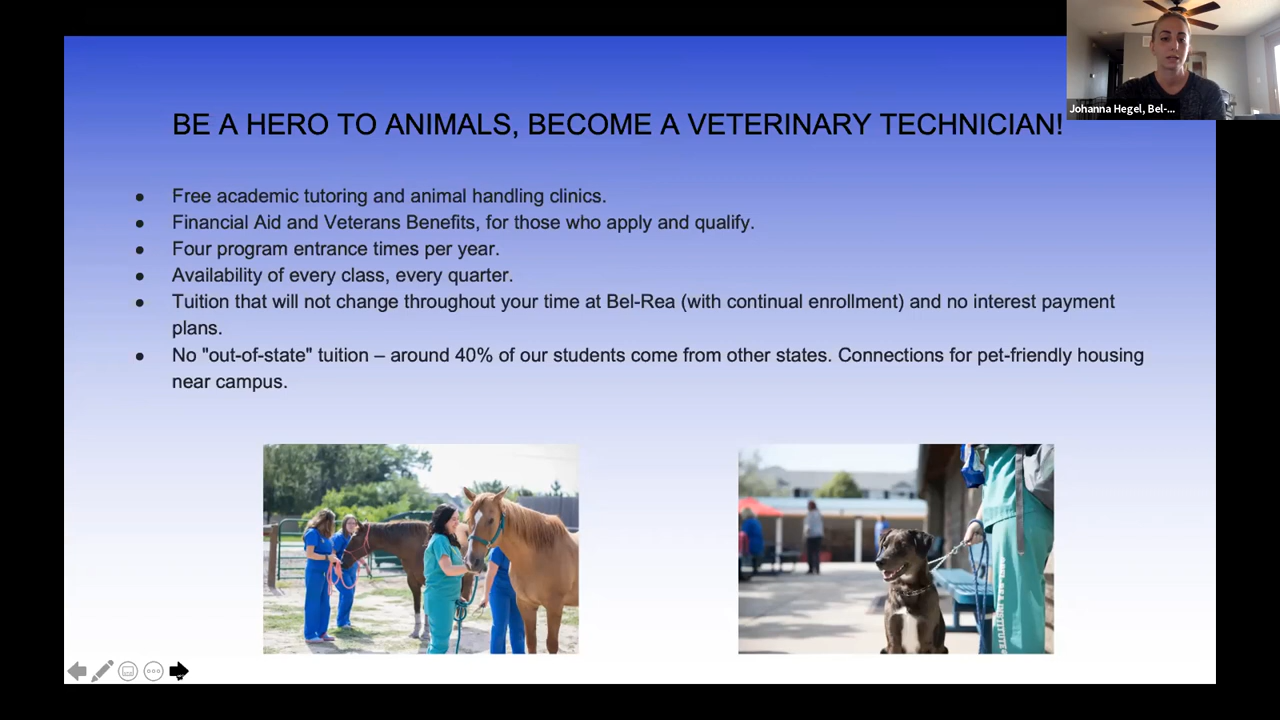 Johanna Hegel, Bel-...
BE A HERO TO ANIMALS, BECOME A VETERINARY TECHNICIAN!
● Free academic tutoring and animal handling clinics.
● Financial Aid and Veterans Benefits, for those who apply and qualify.
● Four program entrance times per year.
● Availability of every class, every quarter.
● Tuition that will not change throughout your time at Bel-Rea (with continual enrollment) and no interest payment
plans.
● No "out-of-state" tuition – around 40% of our students come from other states. Connections for pet-friendly housing
near campus.